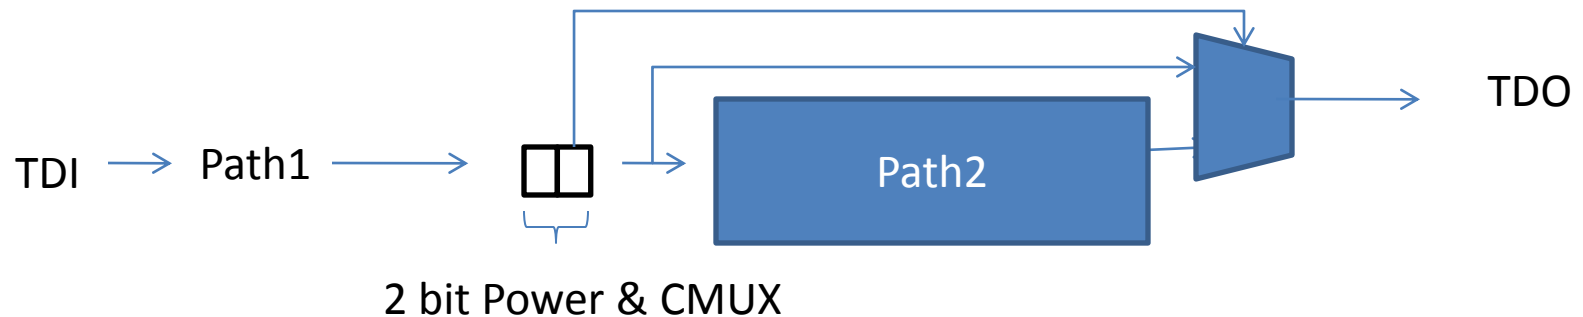 TDI
Path1
Path2
TDO
2 bit Power & CMUX